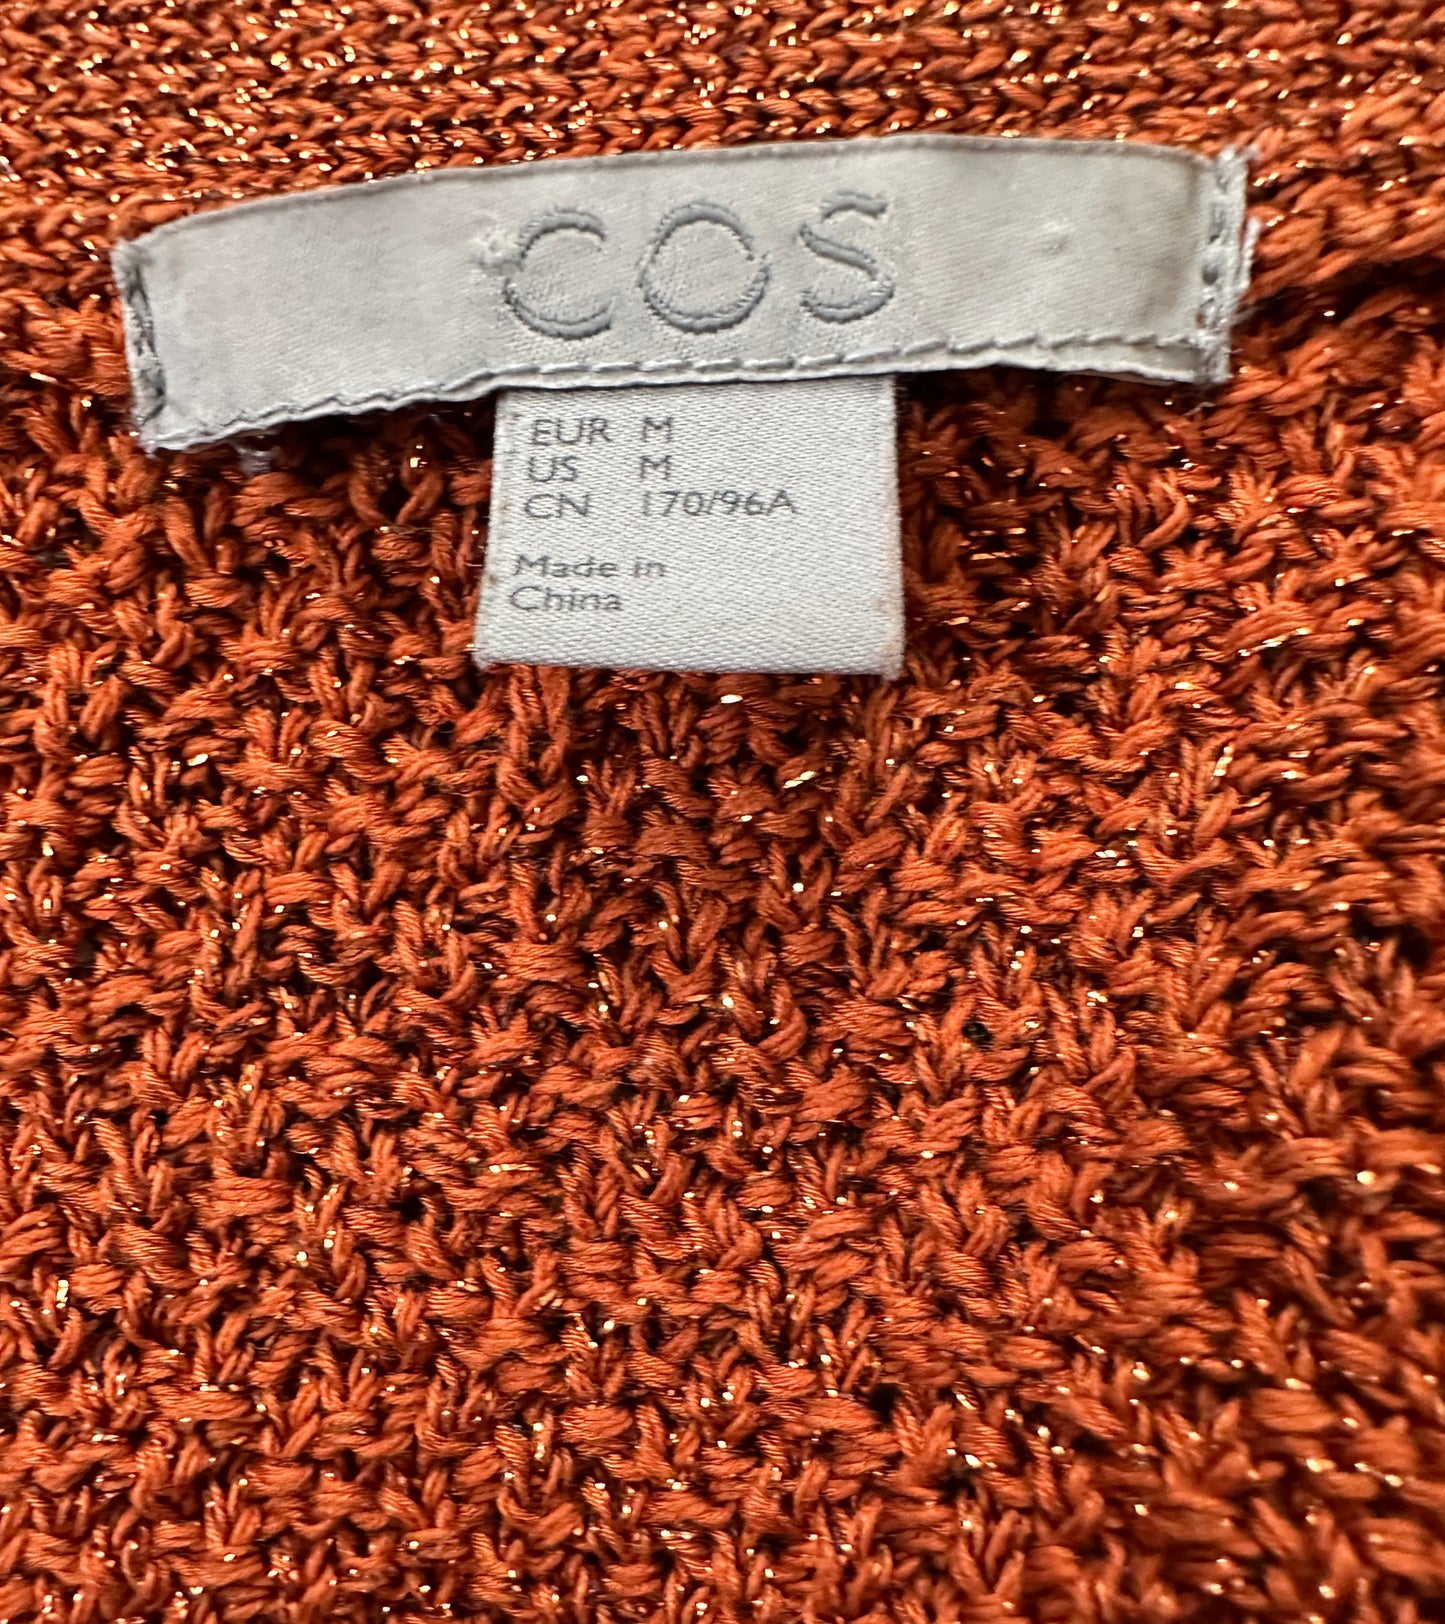 COS
EUR M
US M
CN 170/96A
Made in
China